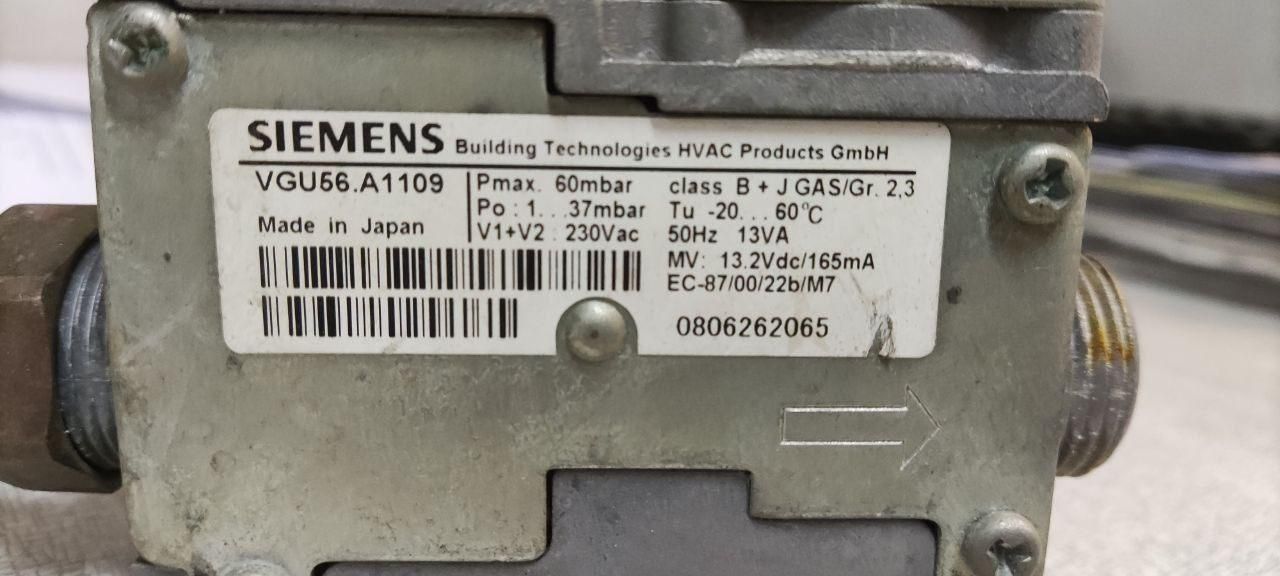 SIEMENS Building Technologies HVAC Products GmbH
VGU56.A1109
Made in Japan
Pmax. 60mbar
Po : 1...37mbar
V1+V2 : 230Vac
class B + J GAS/Gr. 2,3
Tu -20...60°C
50Hz 13VA
MV: 13.2Vdc/165mA
EC-87/00/22b/M7
0806262065